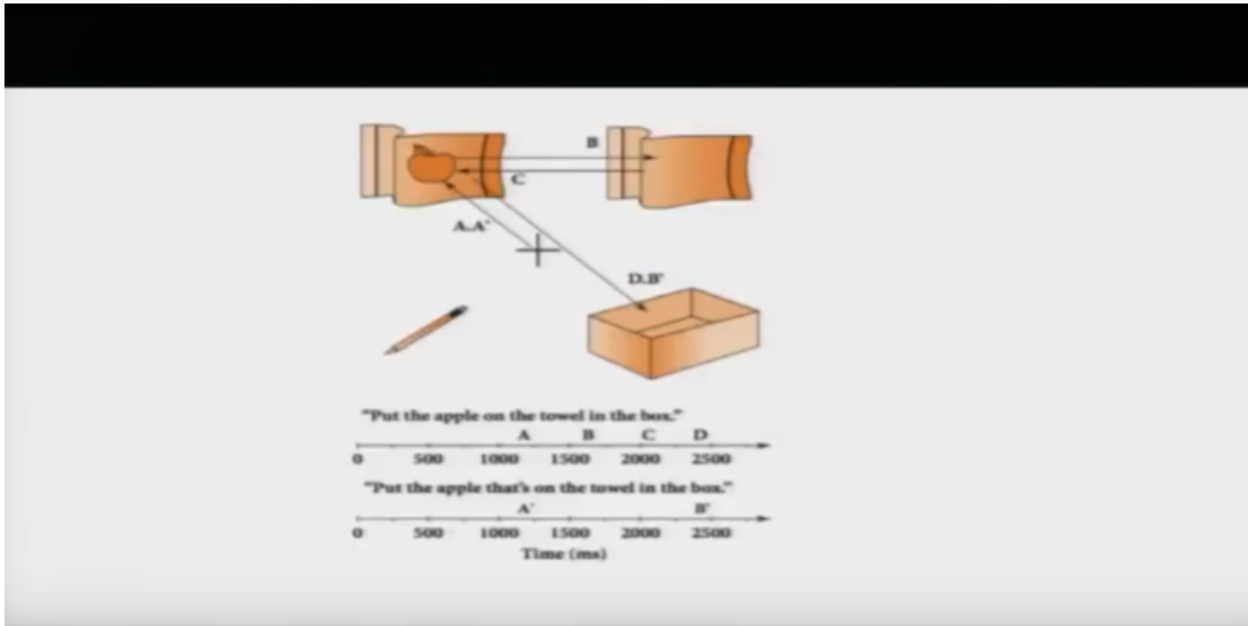 B
C
A.A'
D.B'
"Put the apple on the towel in the box."
A B C D
0 500 1000 1500 2000 2500
"Put the apple that's on the towel in the box."
A' B'
0 500 1000 1500 2000 2500
Time (ms)